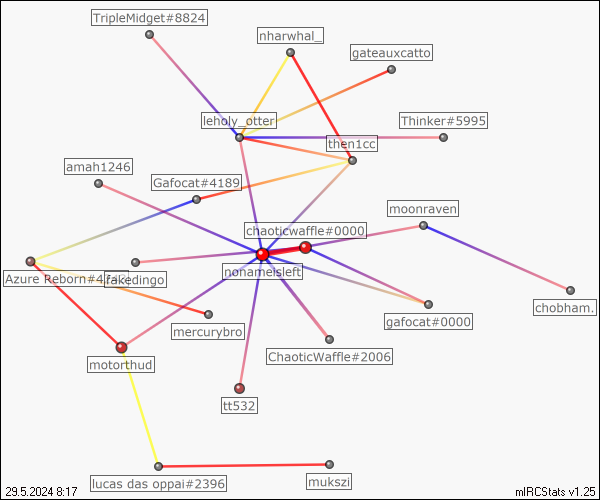 TripleMidget#8824
nharwhal_
gateauxcatto
leholy_otter
Thinker#5995
then1cc
amah1246
Gafocat#4189
moonraven
chaoticwaffle#0000
nonameisleft
Azure Reborn#4
fakedingo
chobham.
gafocat#0000
mercurybro
ChaoticWaffle#2006
motorthud
tt532
lucas das oppai#2396
mukszi
29.5.2024 8:17
mIRCStats v1.25